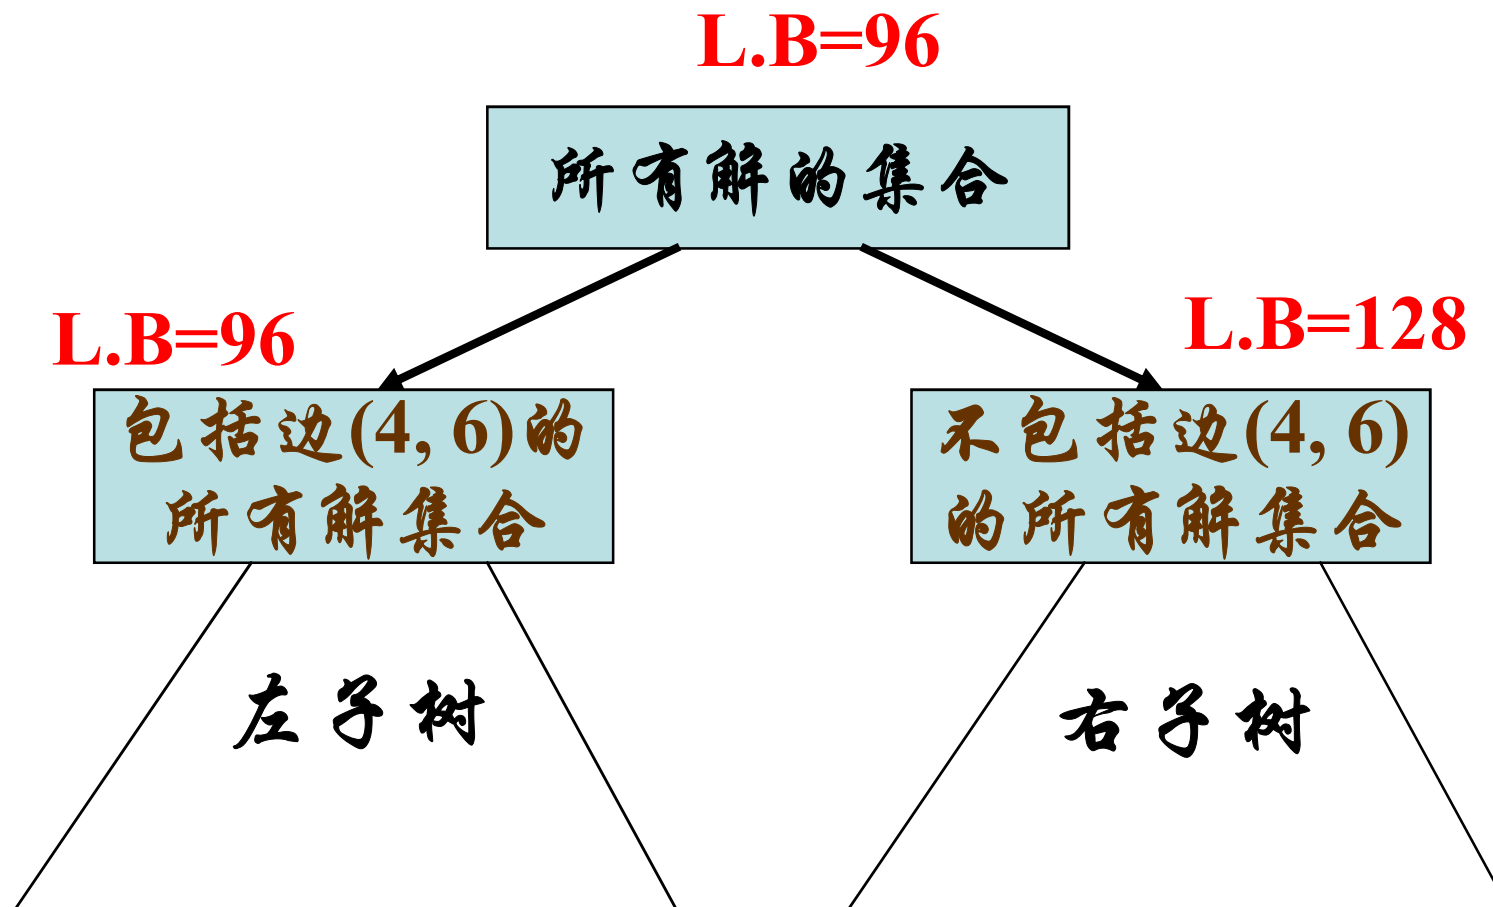 L.B=96
所有解的集合
L.B=96
L.B=128
包括边(4, 6)的
所有解集合
不包括边(4, 6)
的所有解集合
左子树
右子树